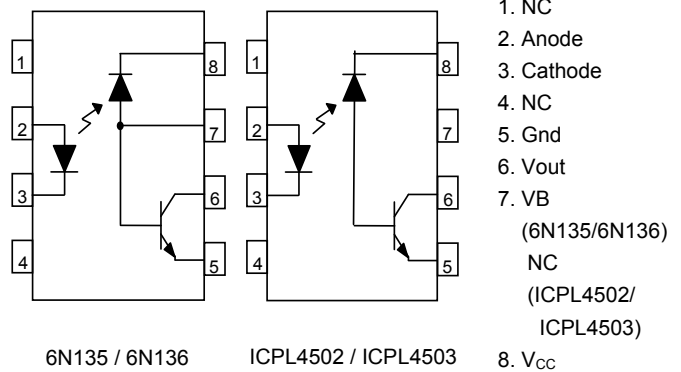 1
2
3
4
8
7
6
5
6N135 / 6N136
1
2
3
4
8
7
6
5
ICPL4502 / ICPL4503
1. NC
2. Anode
3. Cathode
4. NC
5. Gnd
6. Vout
7. VB
(6N135/6N136)
NC
(ICPL4502/
ICPL4503)
8. VCC